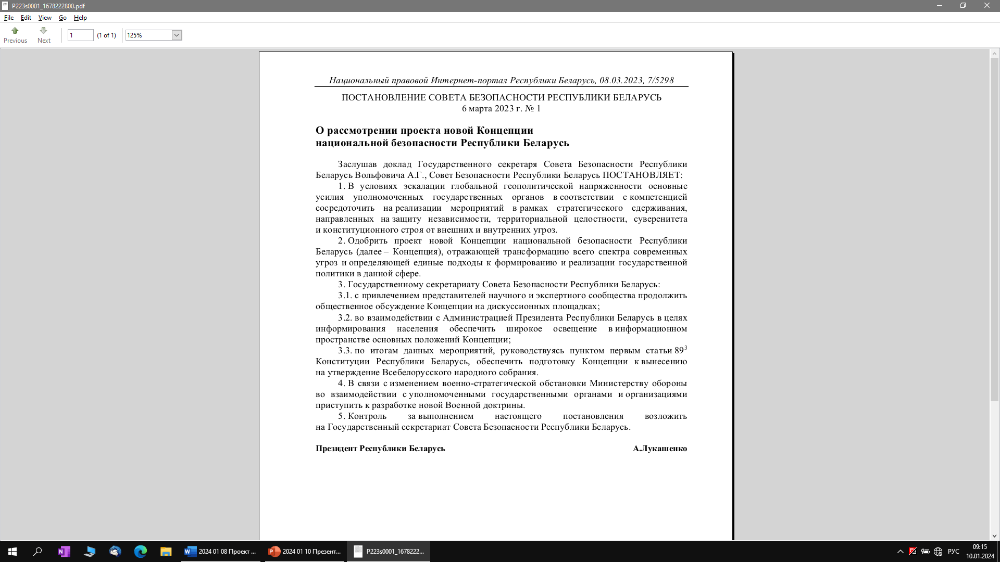 P223s0001_1678222800.pdf
File Edit View Go Help
Previous Next 1 (1 of 1) 125%
Национальный правовой Интернет-портал Республики Беларусь, 08.03.2023, 7/5298
ПОСТАНОВЛЕНИЕ СОВЕТА БЕЗОПАСНОСТИ РЕСПУБЛИКИ БЕЛАРУСЬ
6 марта 2023 г. № 1
О рассмотрении проекта новой Концепции
национальной безопасности Республики Беларусь
Заслушав доклад Государственного секретаря Совета Безопасности Республики
Беларусь Вольфовича А.Г., Совет Безопасности Республики Беларусь ПОСТАНОВЛЯЕТ:
1. В условиях эскалации глобальной геополитической напряженности основные
усилия уполномоченных государственных органов в соответствии с компетенцией
сосредоточить на реализации мероприятий в рамках стратегического сдерживания,
направленных на защиту независимости, территориальной целостности, суверенитета
и конституционного строя от внешних и внутренних угроз.
2. Одобрить проект новой Концепции национальной безопасности Республики
Беларусь (далее – Концепция), отражающей трансформацию всего спектра современных
угроз и определяющей единые подходы к формированию и реализации государственной
политики в данной сфере.
3. Государственному секретариату Совета Безопасности Республики Беларусь:
3.1. с привлечением представителей научного и экспертного сообщества продолжить
общественное обсуждение Концепции на дискуссионных площадках;
3.2. во взаимодействии с Администрацией Президента Республики Беларусь в целях
информирования населения обеспечить широкое освещение в информационном
пространстве основных положений Концепции;
3.3. по итогам данных мероприятий, руководствуясь пунктом первым статьи 89³
Конституции Республики Беларусь, обеспечить подготовку Концепции к вынесению
на утверждение Всебелорусского народного собрания.
4. В связи с изменением военно-стратегической обстановки Министерству обороны
во взаимодействии с уполномоченными государственными органами и организациями
приступить к разработке новой Военной доктрины.
5. Контроль за выполнением настоящего постановления возложить
на Государственный секретариат Совета Безопасности Республики Беларусь.
Президент Республики Беларусь А.Лукашенко
2024 01 08 Проект ... 2024 01 10 Презент... P223s0001_1678222... РУС 09:15
10.01.2024